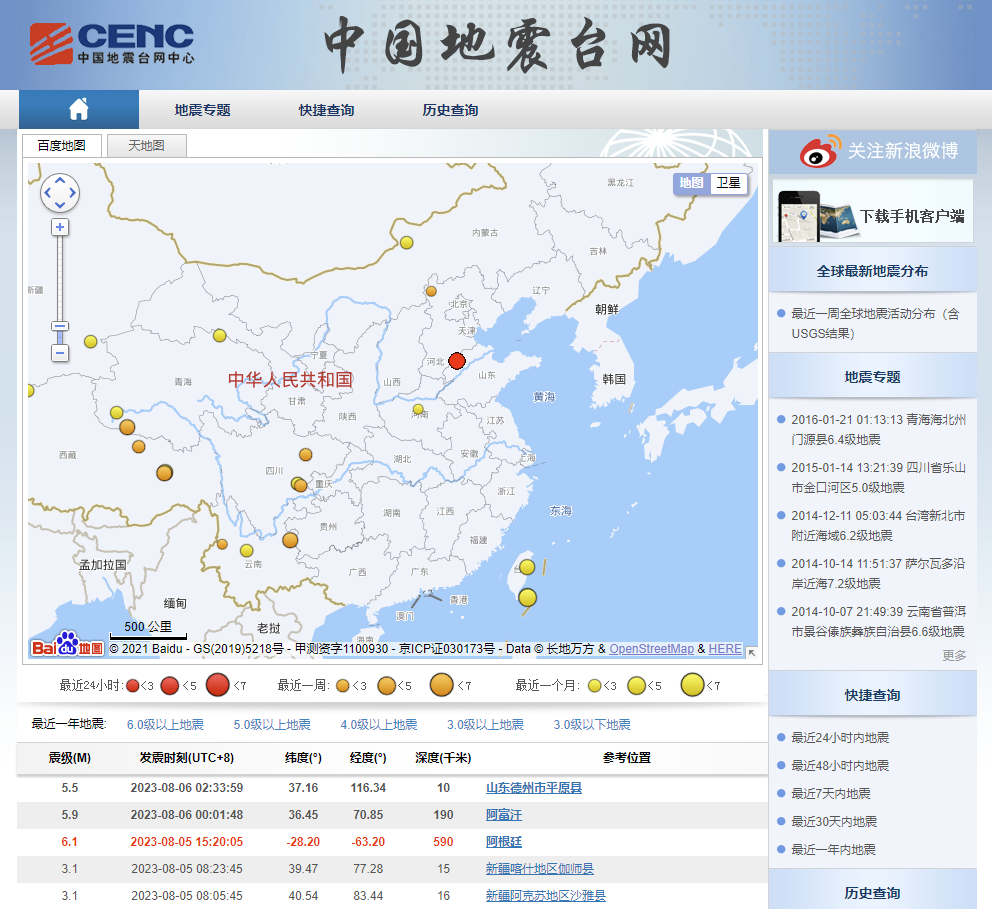 CENC
中国地震台网中心
中国地震台网
地震专题
快捷查询
历史查询
百度地图
天地图
地图
卫星
黑龙江
内蒙古
吉林
新疆
辽宁
北京
朝鲜
天津
宁夏
河北
中华人民共和国
青海
山西
山东
韩国
甘肃
黄海
陕西
河南
江苏
西藏
四川
湖北
安徽
上海
重庆
浙江
湖南
江西
东海
贵州
福建
孟加拉国
云南
广西
广东
台
缅甸
香港
澳门
500 公里
老挝
海南
Bai du 地图
© 2021 Baidu - GS(2019)5218号 - 甲测资字1100930 - 京ICP证030173号 - Data © 长地万方 & OpenStreetMap & HERE
最近24小时: <3 <5 <7 最近一周: <3 <5 <7 最近一个月: <3 <5 <7
最近一年地震: 6.0级以上地震 5.0级以上地震 4.0级以上地震 3.0级以上地震 3.0级以下地震
震级(M) 发震时刻(UTC+8) 纬度(°) 经度(°) 深度(千米) 参考位置
5.5 2023-08-06 02:33:59 37.16 116.34 10 山东德州市平原县
5.9 2023-08-06 00:01:48 36.45 70.85 190 阿富汗
6.1 2023-08-05 15:20:05 -28.20 -63.20 590 阿根廷
3.1 2023-08-05 08:23:45 39.47 77.28 15 新疆喀什地区伽师县
3.1 2023-08-05 08:05:45 40.54 83.44 16 新疆阿克苏地区沙雅县
关注新浪微博
下载手机客户端
全球最新地震分布
最近一周全球地震活动分布（含
USGS结果）
地震专题
2016-01-21 01:13:13 青海海北州
门源县6.4级地震
2015-01-14 13:21:39 四川省乐山
市金口河区5.0级地震
2014-12-11 05:03:44 台湾新北市
附近海域6.2级地震
2014-10-14 11:51:37 萨尔瓦多沿
岸近海7.2级地震
2014-10-07 21:49:39 云南省普洱
市景谷傣族彝族自治县6.6级地震
更多
快捷查询
最近24小时内地震
最近48小时内地震
最近7天内地震
最近30天内地震
最近一年内地震
历史查询